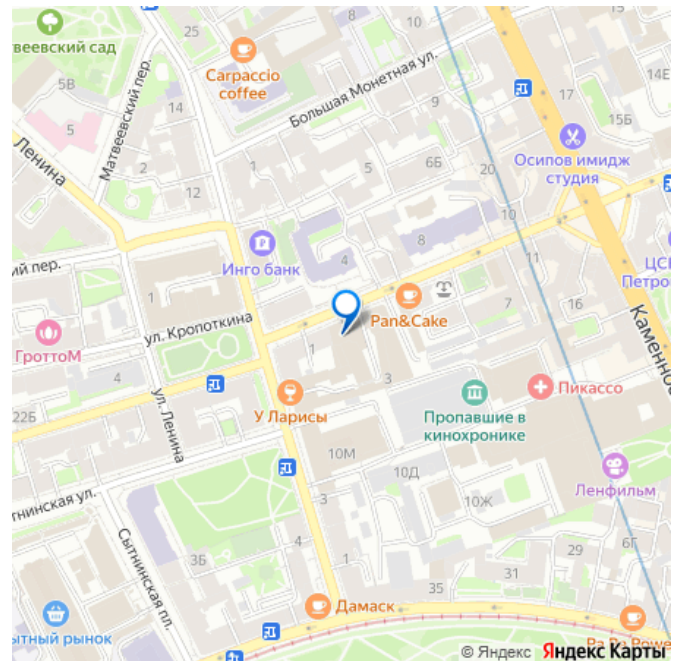 твеевский сад
5В
5
Матвеевский пер.
14
2
12
Ленина
Carpaccio
coffee
Большая Монетная ул.
9
7
5
6Б
20
1
17
15Б
14Е
15
Осипов имидж
студия
10
8
8
4
6
Инго банк
ий пер.
1
ГроттоМ
ул. Кропоткина
4
22Б
ул. Ленина
1
3
Pan&Cake
11
7
16
Петро
Каменно
У Ларисы
Пропавшие в
кинохронике
Пикассо
Ленфильм
10М
10Д
10Ж
тнинская ул.
Сытнинская пл.
3Б
3
4
1
35
31
29
6Г
ытный рынок
Дамаск
© Яндекс Яндекс Карты